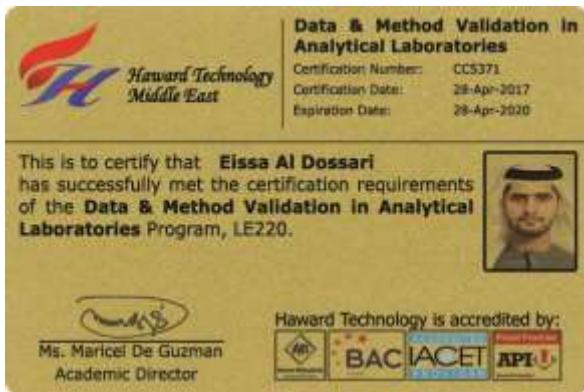 Haward Technology
Middle East
Data & Method Validation in
Analytical Laboratories
Certification Number: CC5371
Certification Date: 28-Apr-2017
Expiration Date: 28-Apr-2020
This is to certify that Eissa Al Dossari
has successfully met the certification requirements
of the Data & Method Validation in Analytical
Laboratories Program, LE220.
Ms. Maricel De Guzman
Academic Director
Haward Technology is accredited by:
BAC
IACET
API